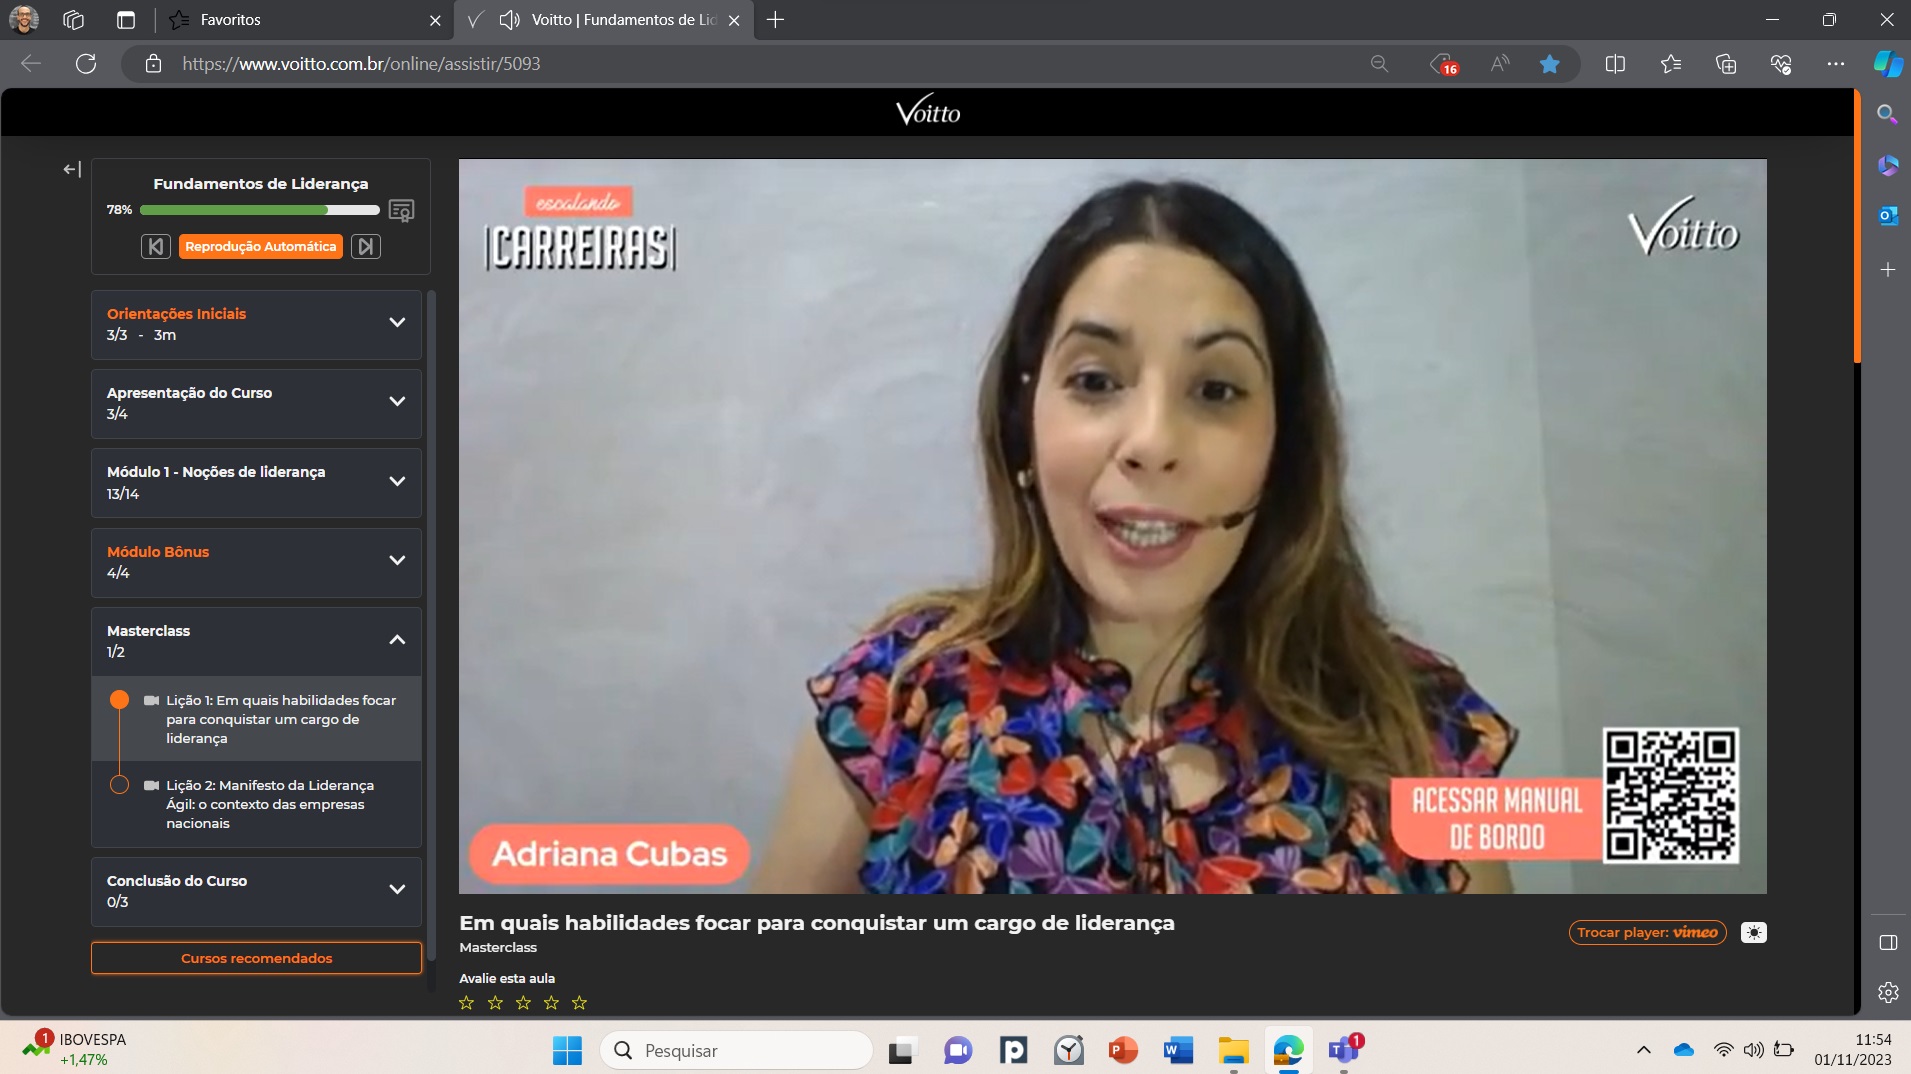 Favoritos
Voitto | Fundamentos de Lid
https://www.voitto.com.br/online/assistir/5093
16
Voitto
Fundamentos de Liderança
78%
Reprodução Automática
Orientações Iniciais
3/3 - 3m
Apresentação do Curso
3/4
Módulo 1 - Noções de liderança
13/14
Módulo Bônus
4/4
Masterclass
1/2
Lição 1: Em quais habilidades focar
para conquistar um cargo de
liderança
Lição 2: Manifesto da Liderança
Ágil: o contexto das empresas
nacionais
Conclusão do Curso
0/3
Cursos recomendados
escalando
|CARREIRAS|
Voitto
Adriana Cubas
ACESSAR MANUAL
DE BORDO
Em quais habilidades focar para conquistar um cargo de liderança
Masterclass
Trocar player: vimeo
Avalie esta aula
1
IBOVESPA
+1,47%
Pesquisar
1
11:54
01/11/2023